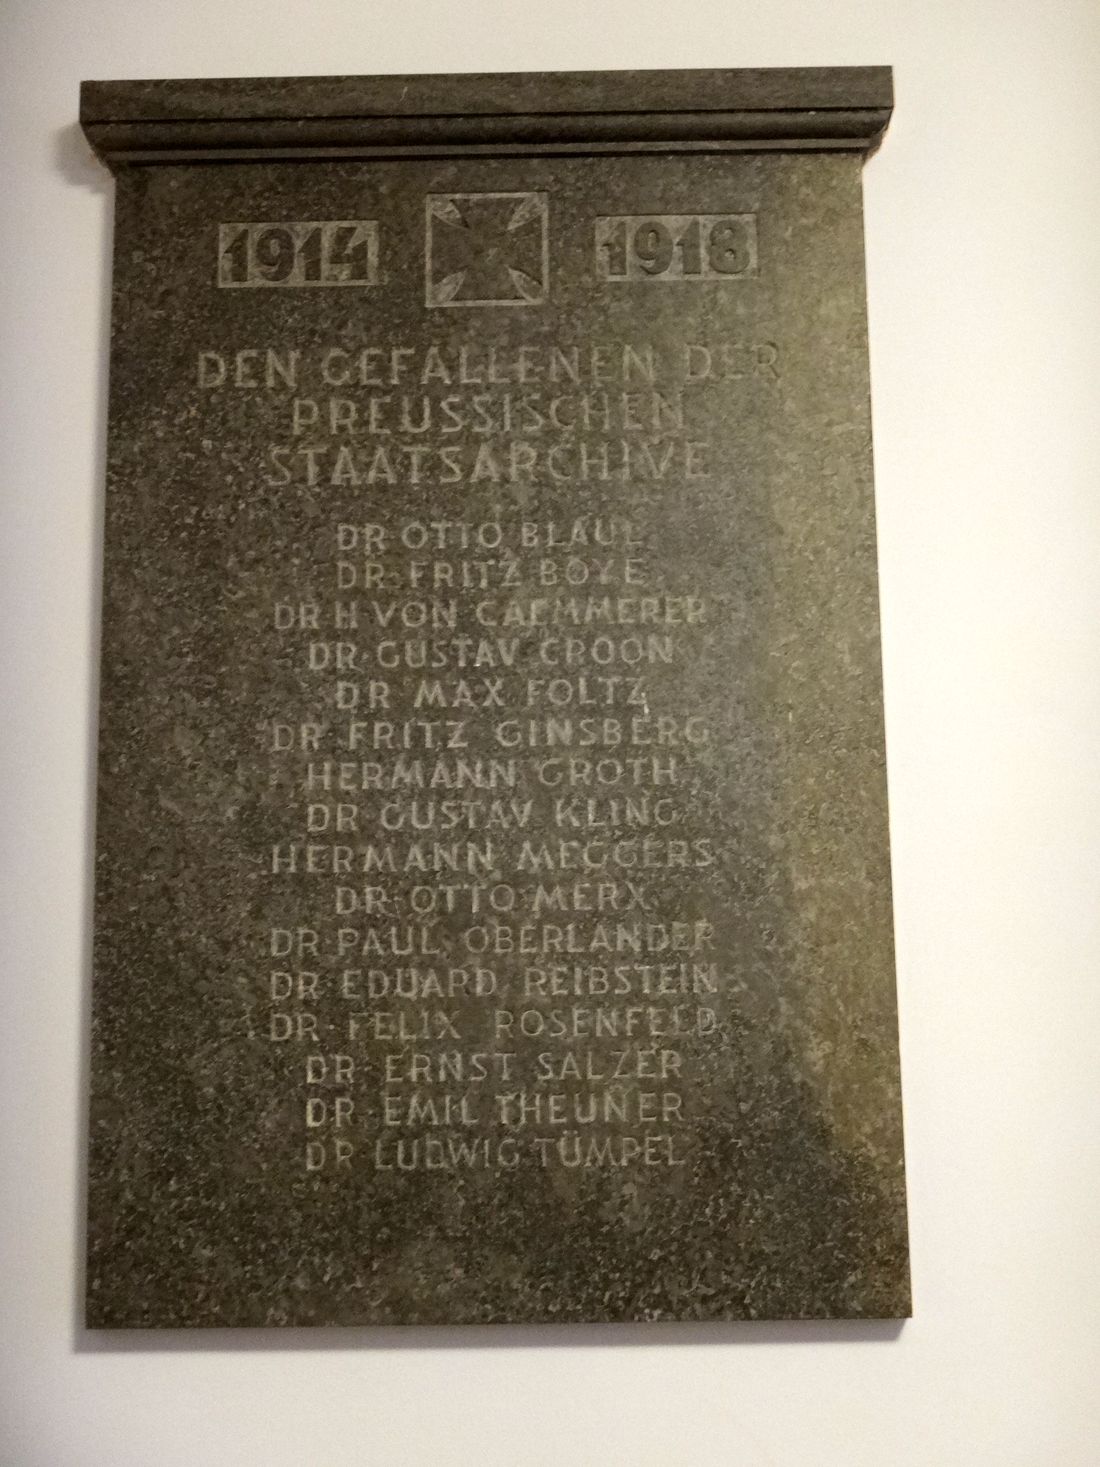 1914 1918
DEN GEFALLENEN DER
PREUSSISCHEN
STAATSARCHIVE
DR OTTO BLAUL
DR FRITZ BOYE
DR H VON CAEMMERER
DR GUSTAV CROON
DR MAX FOLTZ
DR FRITZ GINSBERG
HERMANN GROTH
DR GUSTAV KLING
HERMANN MEGGERS
DR OTTO MERX
DR PAUL OBERLANDER
DR EDUARD REIBSTEIN
DR FELIX ROSENFELD
DR ERNST SALZER
DR EMIL THEUNER
DR LUDWIG TÜMPEL